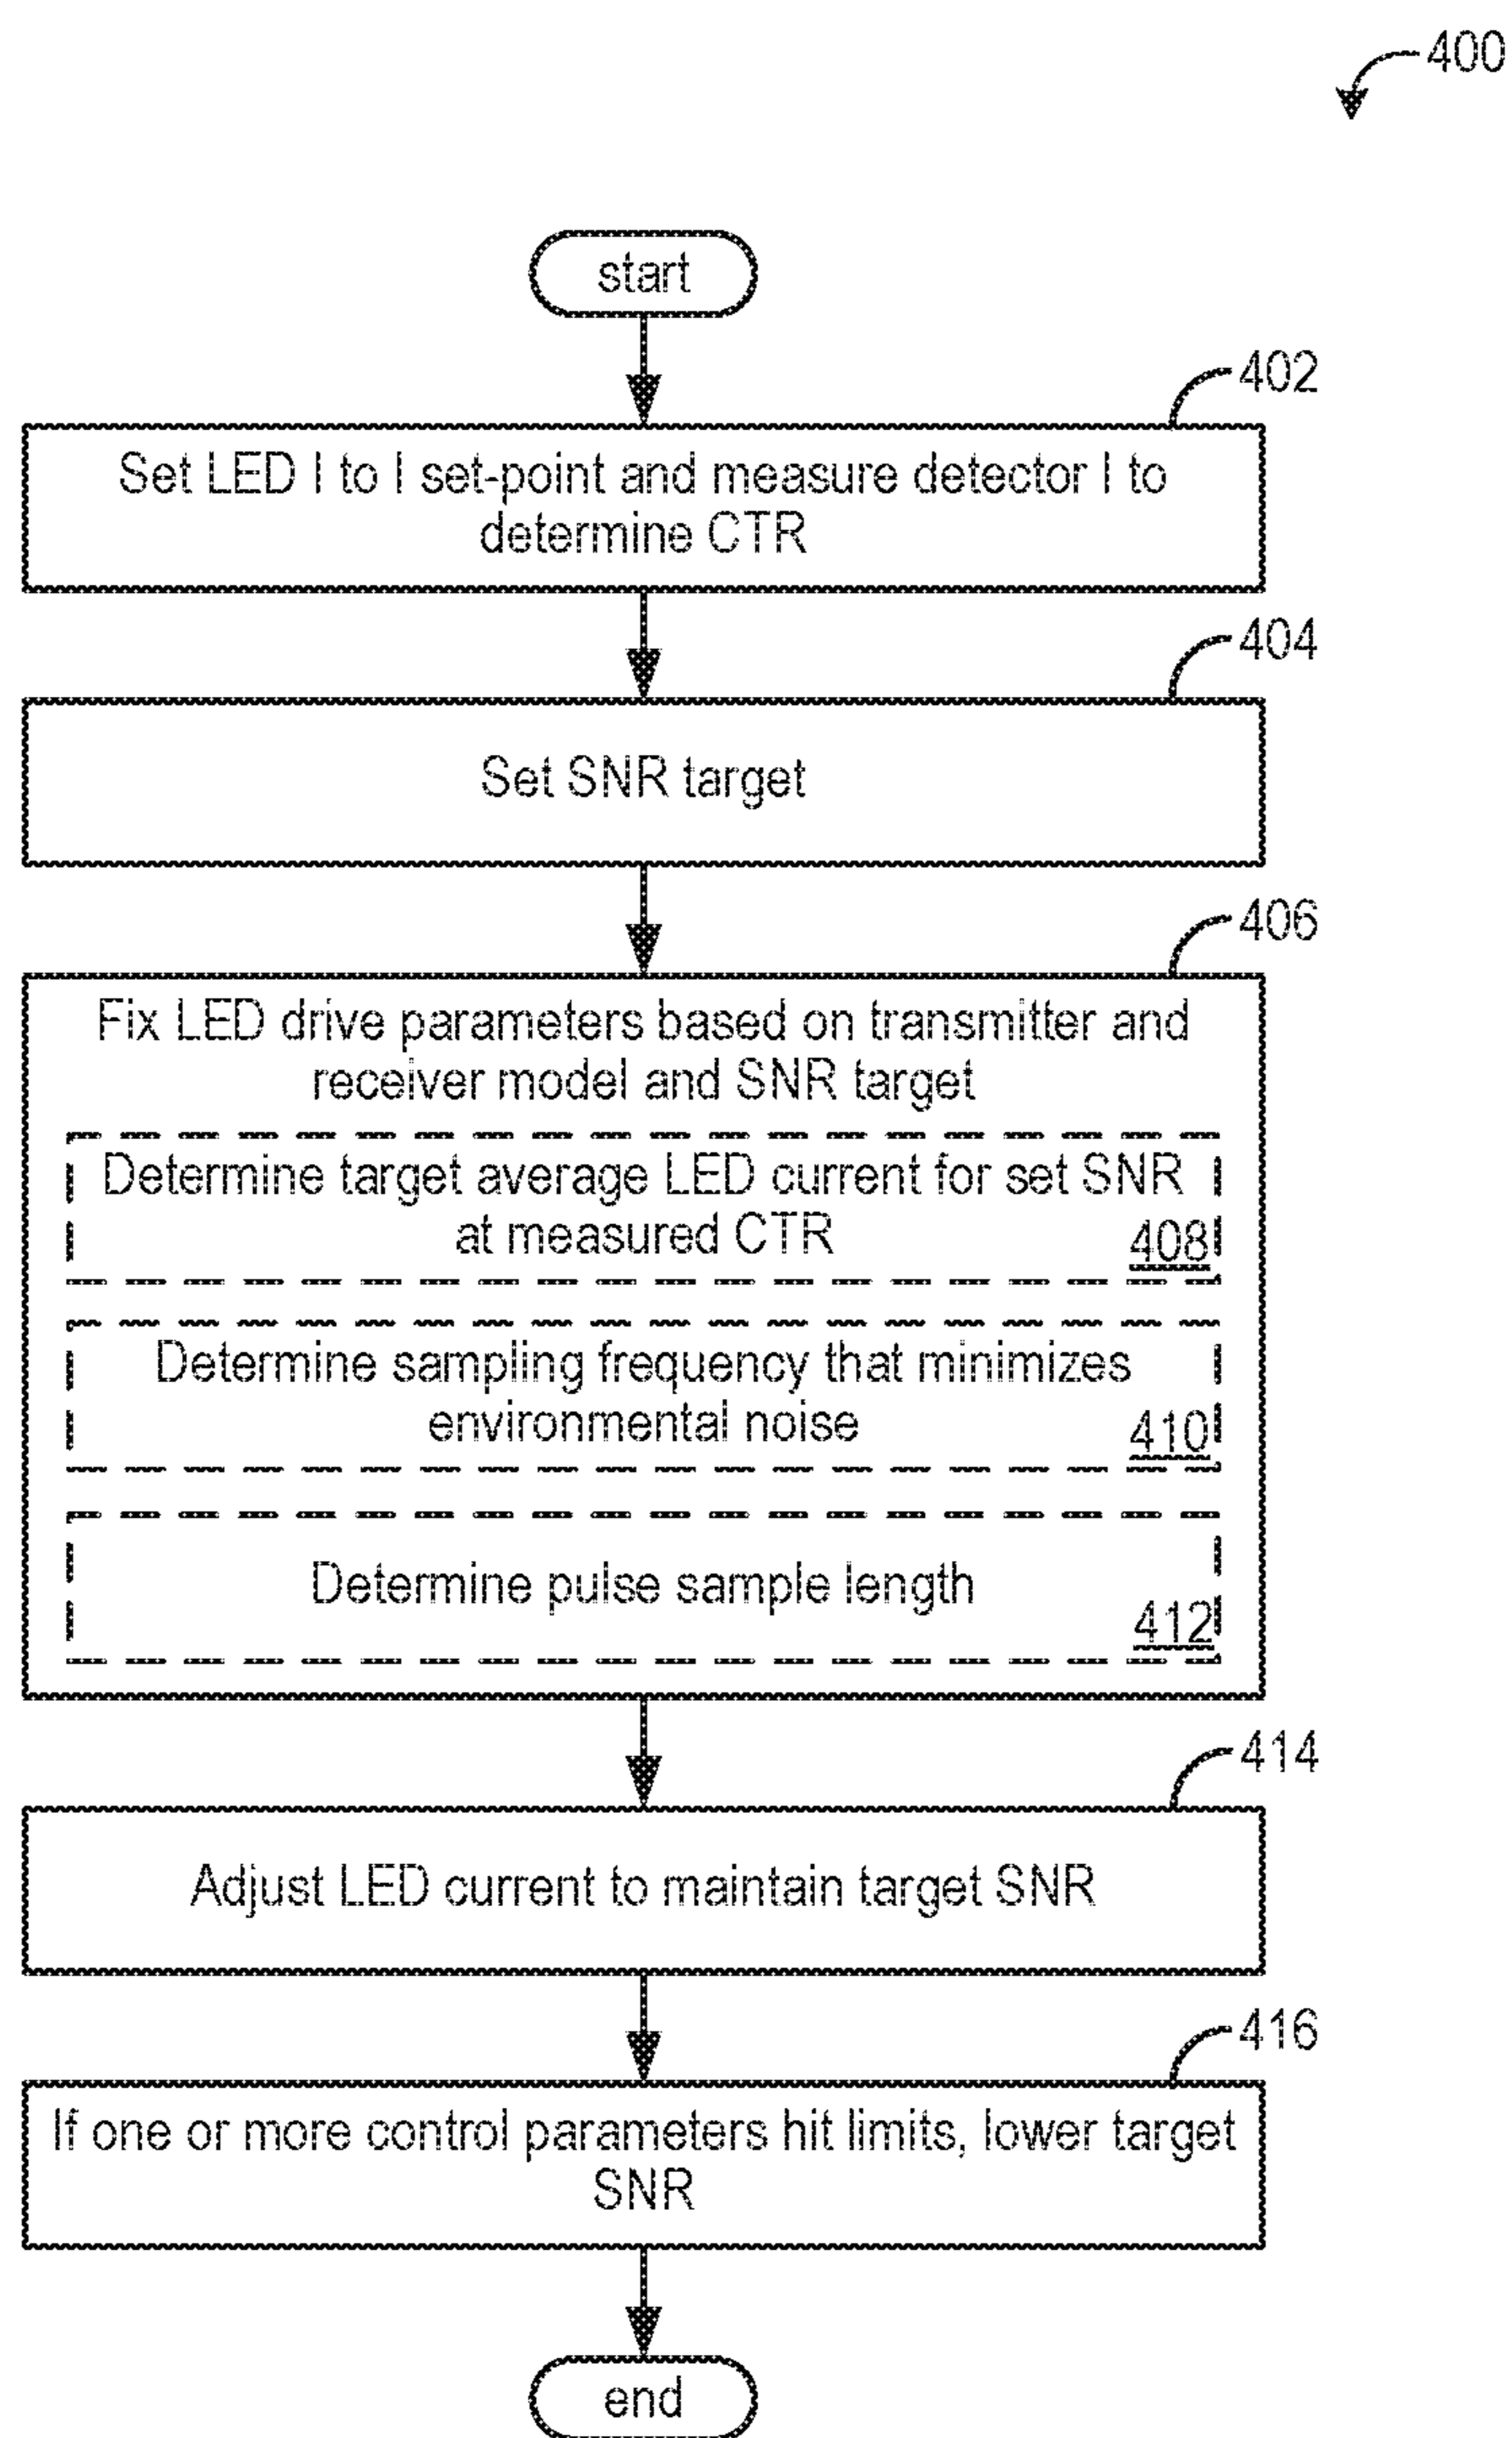 400
start
402
Set LED I to I set-point and measure detector I to
determine CTR
404
Set SNR target
406
Fix LED drive parameters based on transmitter and
receiver model and SNR target
Determine target average LED current for set SNR
at measured CTR
408
Determine sampling frequency that minimizes
environmental noise
410
Determine pulse sample length
412
414
Adjust LED current to maintain target SNR
416
If one or more control parameters hit limits, lower target
SNR
end